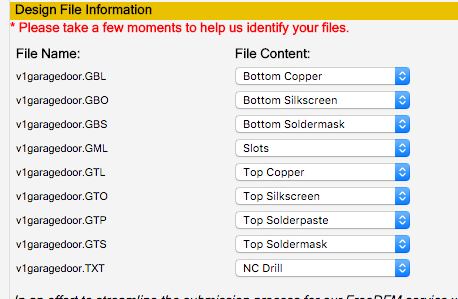 Design File Information
* Please take a few moments to help us identify your files.
File Name: File Content:
v1garagedoor.GBL Bottom Copper
v1garagedoor.GBO Bottom Silkscreen
v1garagedoor.GBS Bottom Soldermask
v1garagedoor.GML Slots
v1garagedoor.GTL Top Copper
v1garagedoor.GTO Top Silkscreen
v1garagedoor.GTP Top Solderpaste
v1garagedoor.GTS Top Soldermask
v1garagedoor.TXT NC Drill
In an effort to streamline the submission process for our FreeDFM service